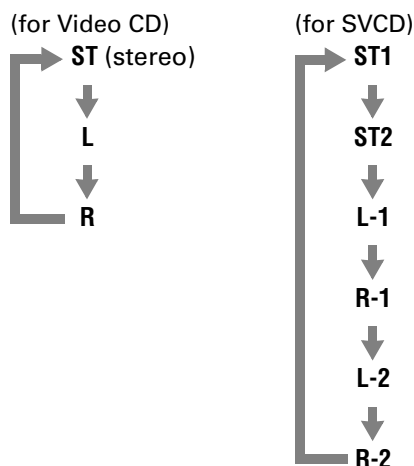 (for Video CD)
ST (stereo)
L
R
(for SVCD)
ST1
ST2
L-1
R-1
L-2
R-2